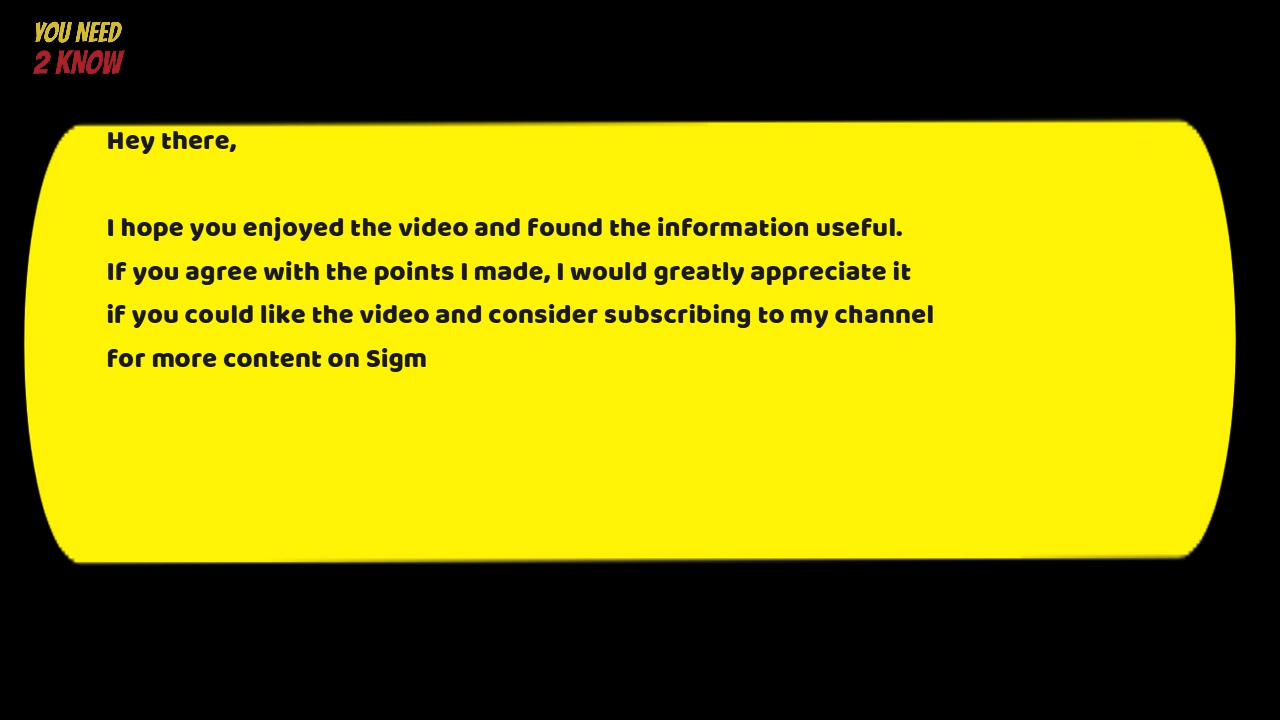 YOU NEED
2 KNOW
Hey there,
I hope you enjoyed the video and found the information useful.
If you agree with the points I made, I would greatly appreciate it
if you could like the video and consider subscribing to my channel
for more content on Sigm